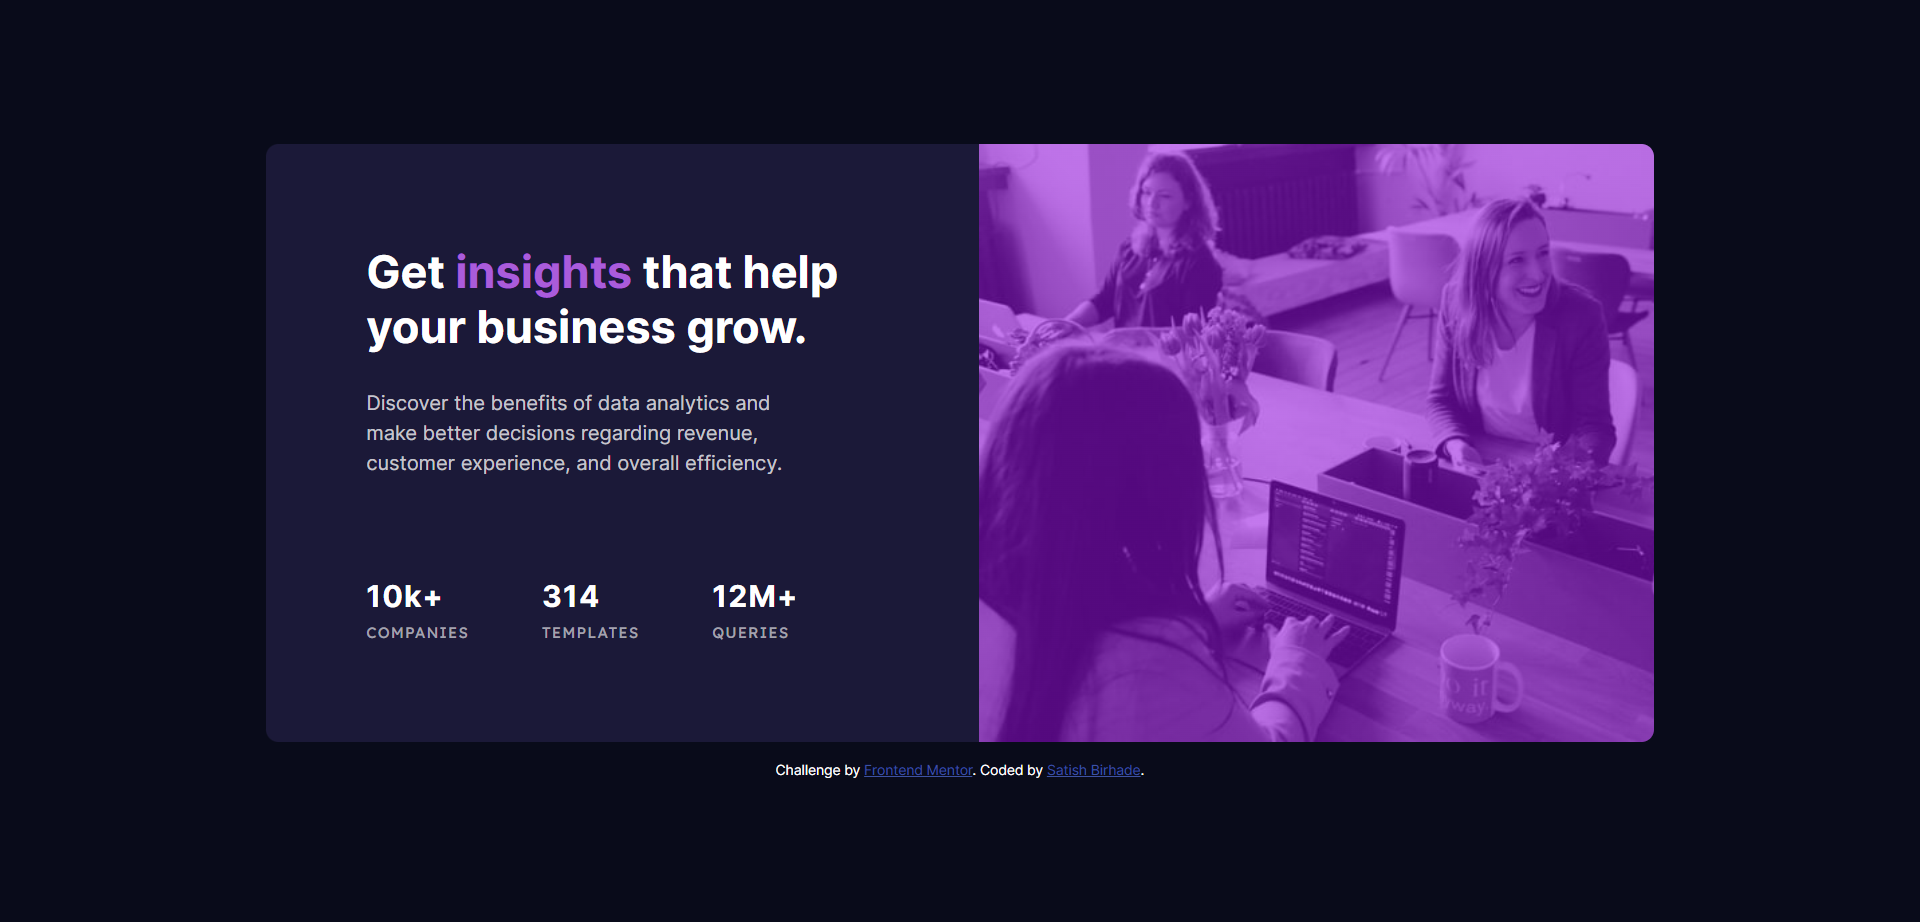 Get insights that help
your business grow.
Discover the benefits of data analytics and
make better decisions regarding revenue,
customer experience, and overall efficiency.
10k+ 314 12M+
COMPANIES TEMPLATES QUERIES
Challenge by Frontend Mentor. Coded by Satish Birhade.